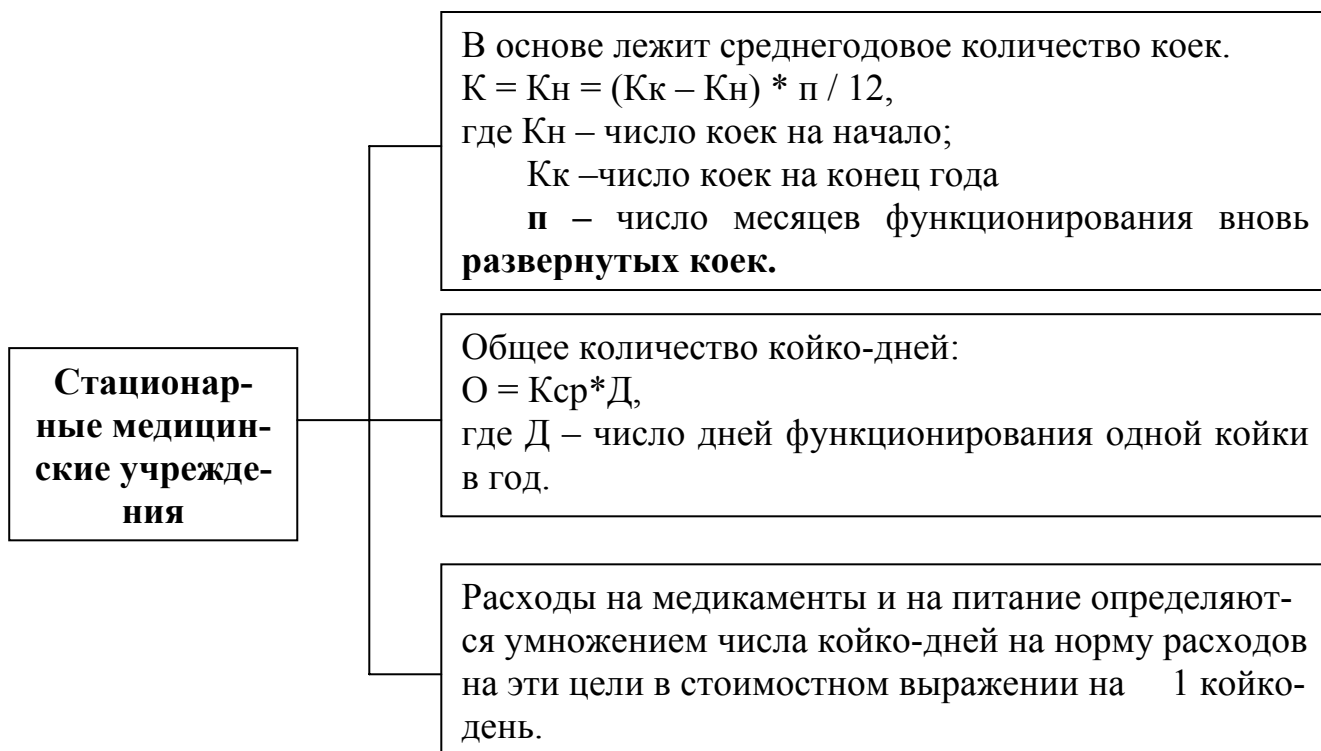 В основе лежит среднегодовое количество коек.
К = Кн = (Кк – Кн) * п / 12,
где Кн – число коек на начало;
Кк –число коек на конец года
п – число месяцев функционирования вновь
развернутых коек.
Стационар-
ные медицин-
ские учрежде-
ния
Общее количество койко-дней:
О = Кср*Д,
где Д – число дней функционирования одной койки
в год.
Расходы на медикаменты и на питание определяют-
ся умножением числа койко-дней на норму расходов
на эти цели в стоимостном выражении на 1 койко-
день.